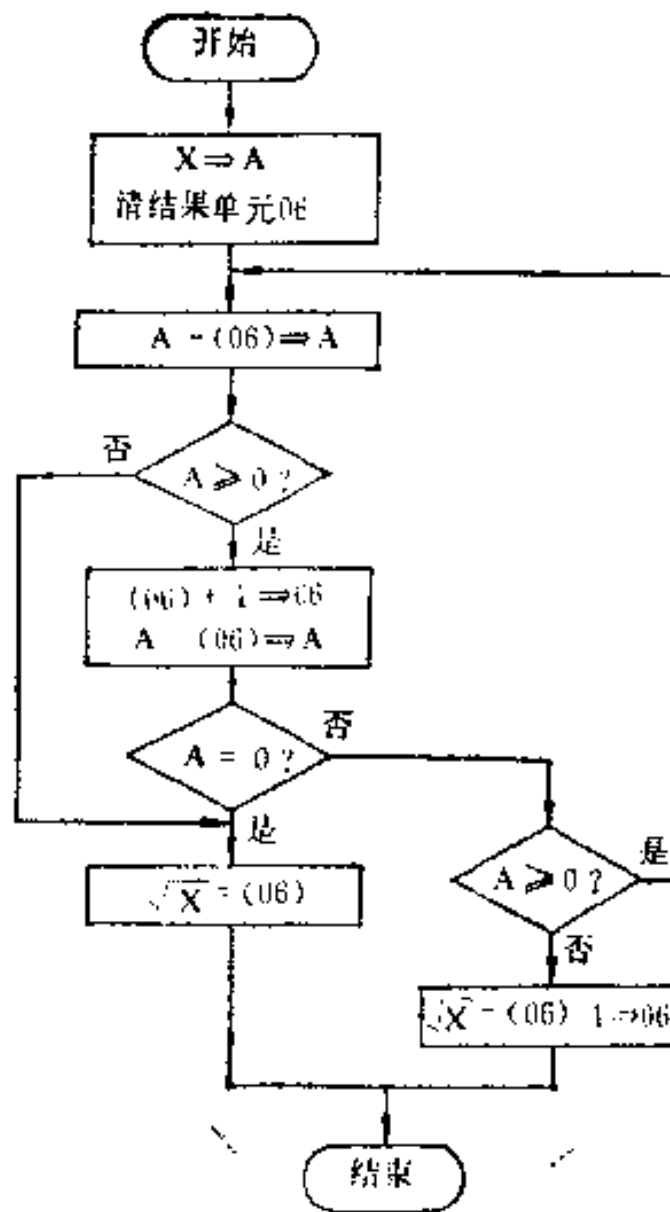 开始
X⇒A
清结果单元06
A-(06)⇒A
否
A≥0?
是
(06)+1⇒06
A (06)⇒A
否
A=0?
是
是
A≥0?
√X=(06)
否
√X=(06) 1⇒06
结束